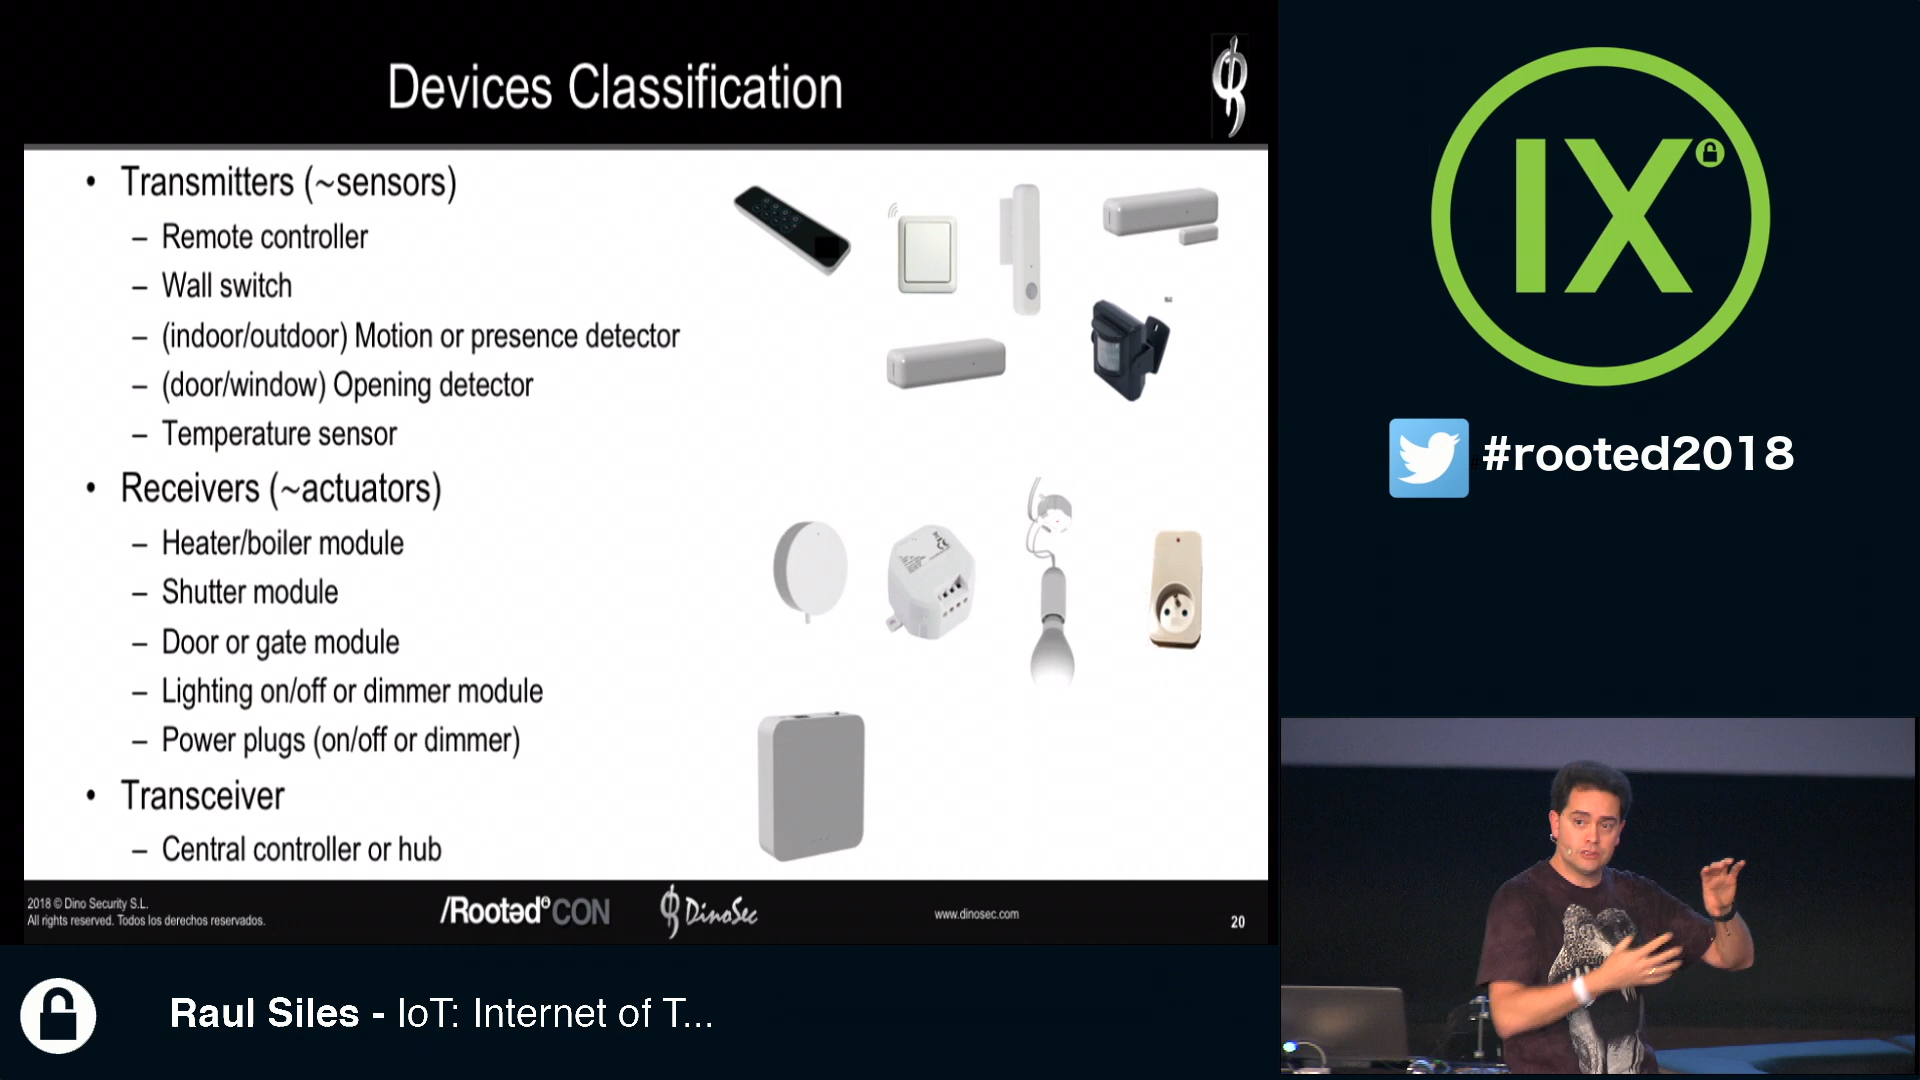 Devices Classification
• Transmitters (~sensors)
– Remote controller
– Wall switch
– (indoor/outdoor) Motion or presence detector
– (door/window) Opening detector
– Temperature sensor
• Receivers (~actuators)
– Heater/boiler module
– Shutter module
– Door or gate module
– Lighting on/off or dimmer module
– Power plugs (on/off or dimmer)
• Transceiver
– Central controller or hub
2018 © Dino Security S.L.
All rights reserved. Todos los derechos reservados.
/Rootəd CON
DinoSec
www.dinosec.com
20
IX
#rooted2018
Raul Siles - IoT: Internet of T...